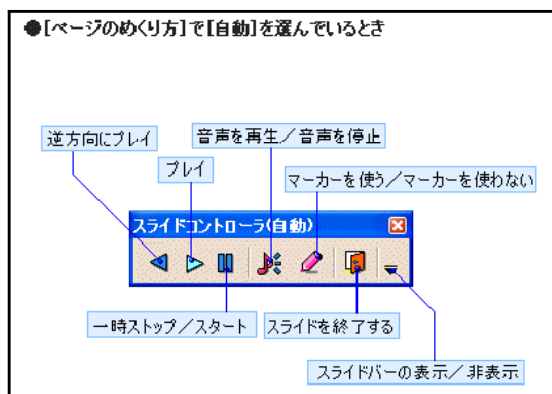 ●[ページのめくり方]で[自動]を選んでいるとき
逆方向にプレイ
音声を再生／音声を停止
プレイ
マーカーを使う／マーカーを使わない
スライドコントローラ(自動)
一時ストップ／スタート
スライドを終了する
スライドバーの表示／非表示